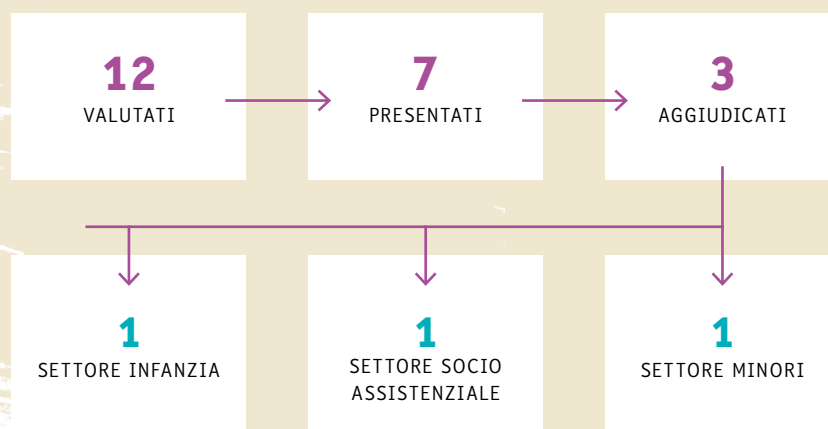 12
VALUTATI
7
PRESENTATI
3
AGGIUDICATI
1
SETTORE INFANZIA
1
SETTORE SOCIO
ASSISTENZIALE
1
SETTORE MINORI